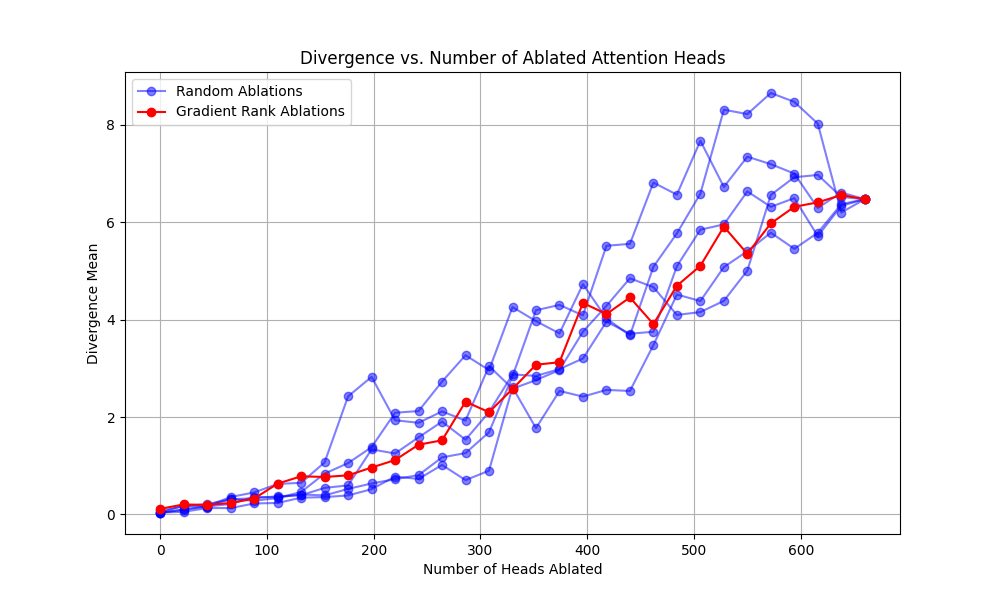 Divergence vs. Number of Ablated Attention Heads
Random Ablations
Gradient Rank Ablations
8
6
4
2
0
Divergence Mean
0 100 200 300 400 500 600
Number of Heads Ablated